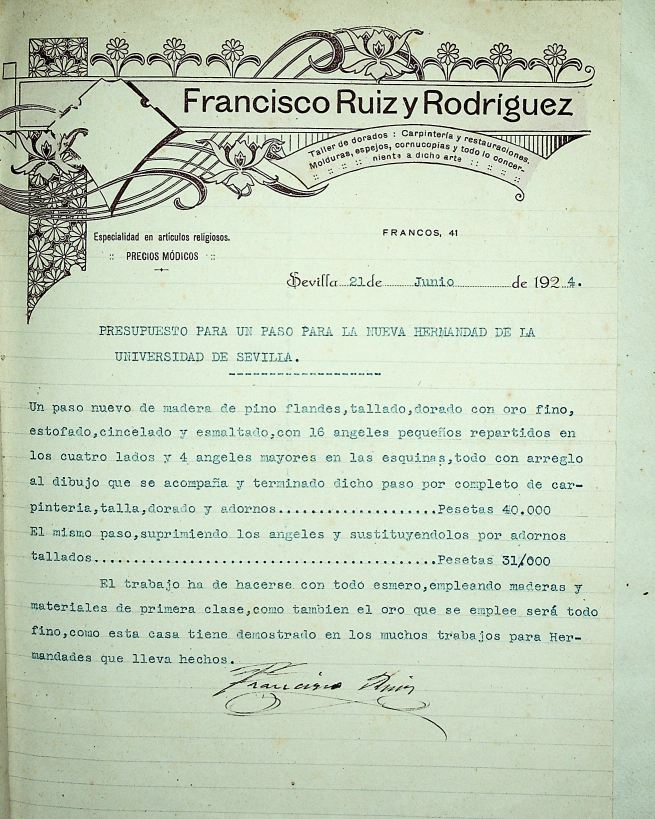 Francisco Ruiz y Rodríguez
Taller de dorados : Carpintería y restauraciones.
Molduras, espejos, cornucopias y todo lo concer-
niente a dicho arte
FRANCOS, 41
Especialidad en artículos religiosos.
:: PRECIOS MÓDICOS ::
Sevilla 21 de Junio de 1924.
PRESUPUESTO PARA UN PASO PARA LA NUEVA HERMANDAD DE LA
UNIVERSIDAD DE SEVILLA.
Un paso nuevo de madera de pino flandes,tallado,dorado con oro fino,
estofado,cincelado y esmaltado,con 16 angeles pequeños repartidos en
los cuatro lados y 4 angeles mayores en las esquinas,todo con arreglo
al dibujo que se acompaña y terminado dicho paso por completo de car-
pinteria,talla,dorado y adornos......................Pesetas 40.000
El mismo paso,suprimiendo los angeles y sustituyendolos por adornos
tallados..........................................Pesetas 31/000
El trabajo ha de hacerse con todo esmero,empleando maderas y
materiales de primera clase,como tambien el oro que se emplee será todo
fino,como esta casa tiene demostrado en los muchos trabajos para Her-
mandades que lleva hechos.
Francisco Ruiz